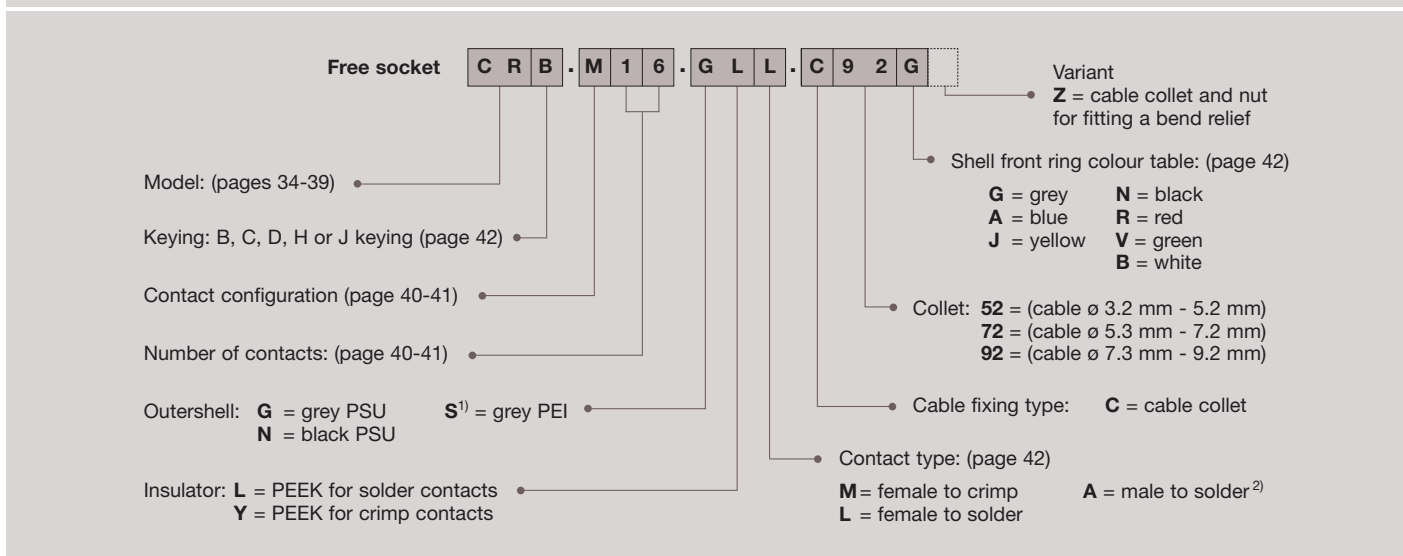 Free socket C R B . M 1 6 . G L L . C 9 2 G
Variant
Z = cable collet and nut
for fitting a bend relief
Shell front ring colour table: (page 42)
G = grey N = black
A = blue R = red
J = yellow V = green
B = white
Model: (pages 34-39)
Keying: B, C, D, H or J keying (page 42)
Contact configuration (page 40-41)
Collet: 52 = (cable ø 3.2 mm - 5.2 mm)
72 = (cable ø 5.3 mm - 7.2 mm)
92 = (cable ø 7.3 mm - 9.2 mm)
Number of contacts: (page 40-41)
Outershell: G = grey PSU S1) = grey PEI
N = black PSU
Cable fixing type: C = cable collet
Contact type: (page 42)
M = female to crimp A = male to solder 2)
L = female to solder
Insulator: L = PEEK for solder contacts
Y = PEEK for crimp contacts